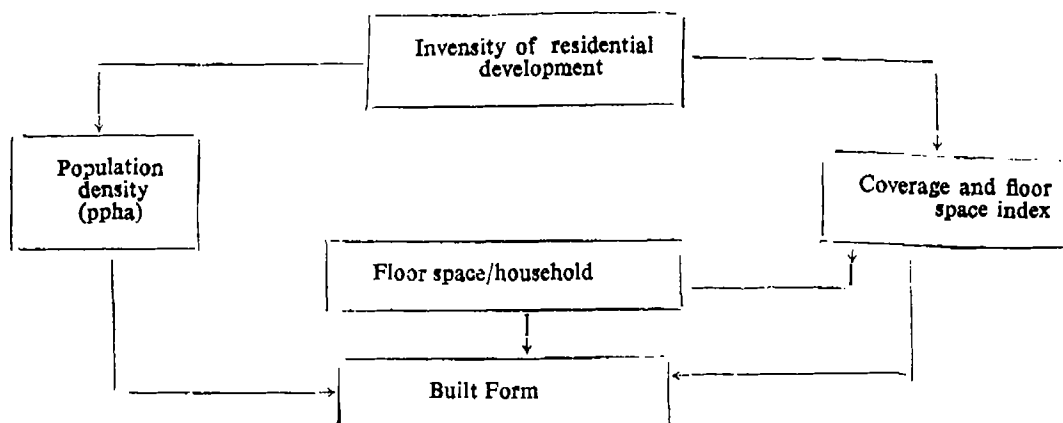 Invensity of residential
development
Population
density
(ppha)
Coverage and floor
space index
Floor space/household
Built Form